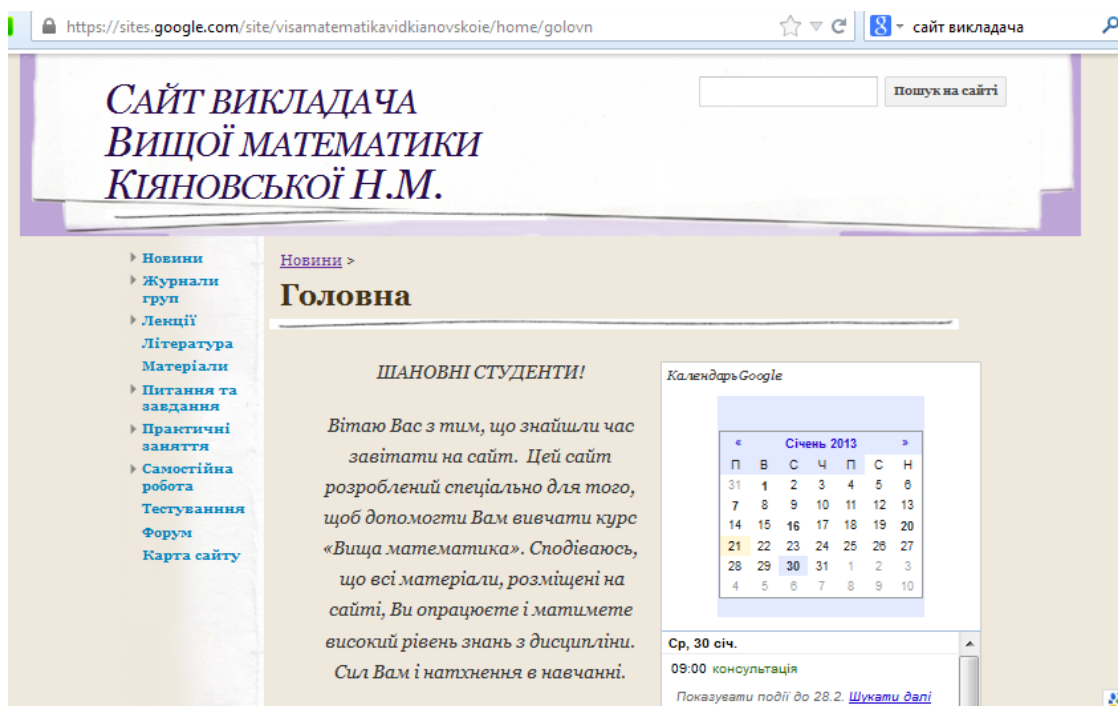 https://sites.google.com/site/visamatematikavidkianovskoie/home/golovn
сайт викладача
САЙТ ВИКЛАДАЧА
ВИЩОЇ МАТЕМАТИКИ
КІЯНОВСЬКОЇ Н.М.
Пошук на сайті
Новини
Журнали
груп
Лекції
Література
Матеріали
Питання та
завдання
Практичні
заняття
Самостійна
робота
Тестуванння
Форум
Карта сайту
Новини >
Головна
ШАНОВНІ СТУДЕНТИ!
Вітаю Вас з тим, що знайшли час
завітати на сайт. Цей сайт
розроблений спеціально для того,
щоб допомогти Вам вивчати курс
«Вища математика». Сподіваюсь,
що всі матеріали, розміщені на
сайті, Ви опрацюєте і матимете
високий рівень знань з дисципліни.
Сил Вам і натхнення в навчанні.
Календарь Google
« Січень 2013 »
П В С Ч П С Н
31 1 2 3 4 5 6
7 8 9 10 11 12 13
14 15 16 17 18 19 20
21 22 23 24 25 26 27
28 29 30 31 1 2 3
4 5 6 7 8 9 10
Ср, 30 січ.
09:00 консультація
Показувати події до 28.2. Шукати далі